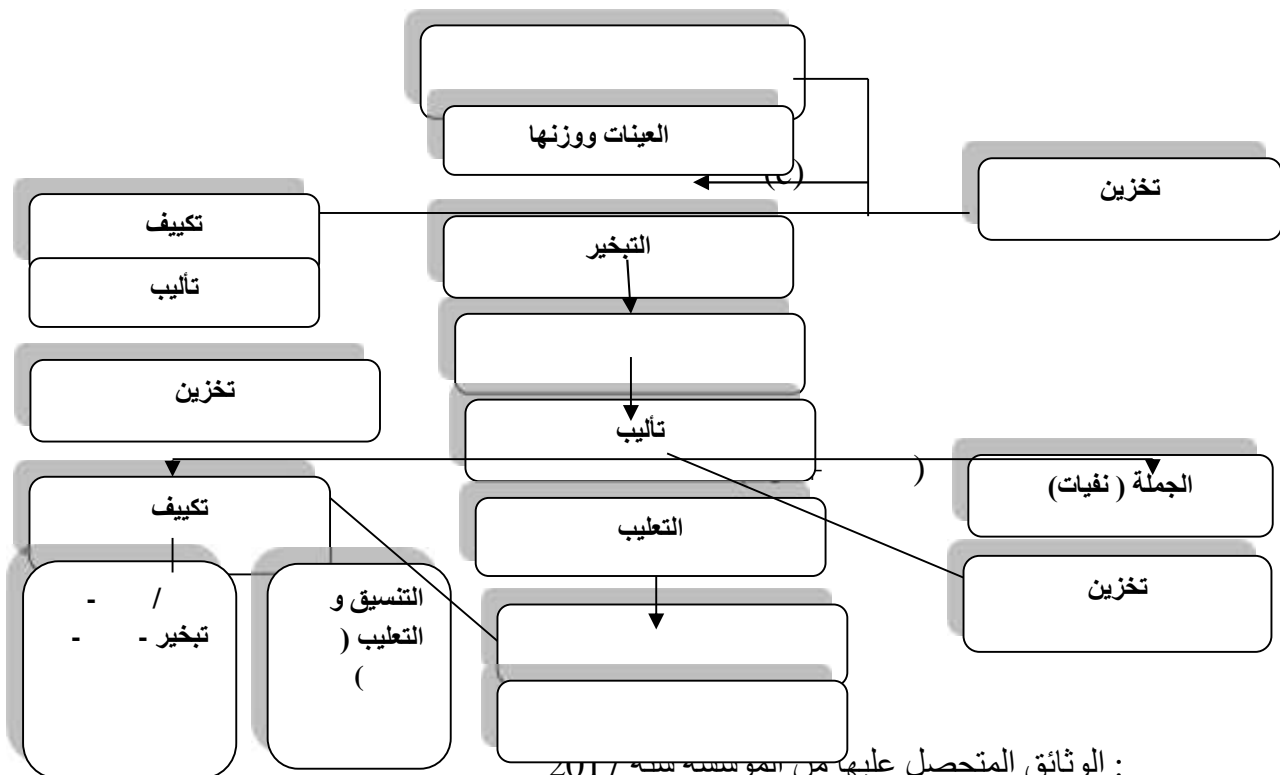 العينات ووزنها
(c)
تخزين
تكييف
التبخير
تأليب
تخزين
تأليب
الجملة ( نفيات)
( 
تكييف
التعليب
تخزين
- / -
تبخير - -
التنسيق و
التعليب (
)
: الوثائق المتحصل عليها من المؤسسة سنة 2017